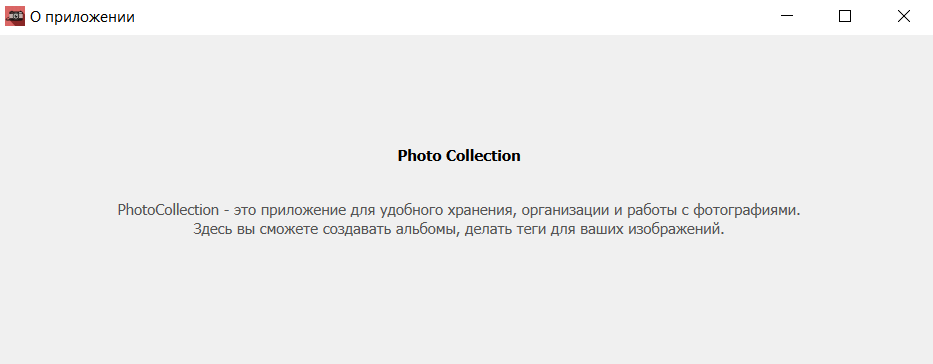 О приложении
Photo Collection
PhotoCollection - это приложение для удобного хранения, организации и работы с фотографиями.
Здесь вы сможете создавать альбомы, делать теги для ваших изображений.